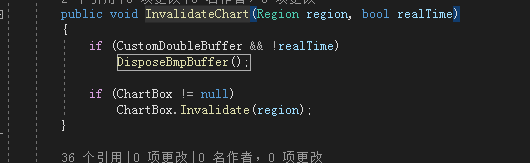 2 个引用|0 项更改|0 名作者，0 项更改
public void InvalidateChart(Region region, bool realTime)
{
if (CustomDoubleBuffer && !realTime)
DisposeBmpBuffer();
if (ChartBox != null)
ChartBox.Invalidate(region);
}
36 个引用|0 项更改|0 名作者，0 项更改